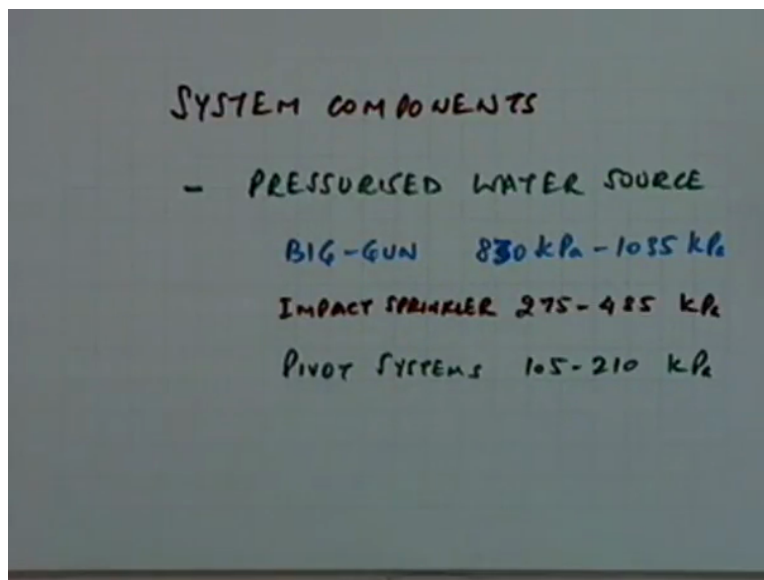 SYSTEM COMPONENTS
- PRESSURISED WATER SOURCE
BIG-GUN 830 kPa - 1035 kPa
IMPACT SPRINKLER 275-485 kPa
PIVOT SYSTEMS 105-210 kPa